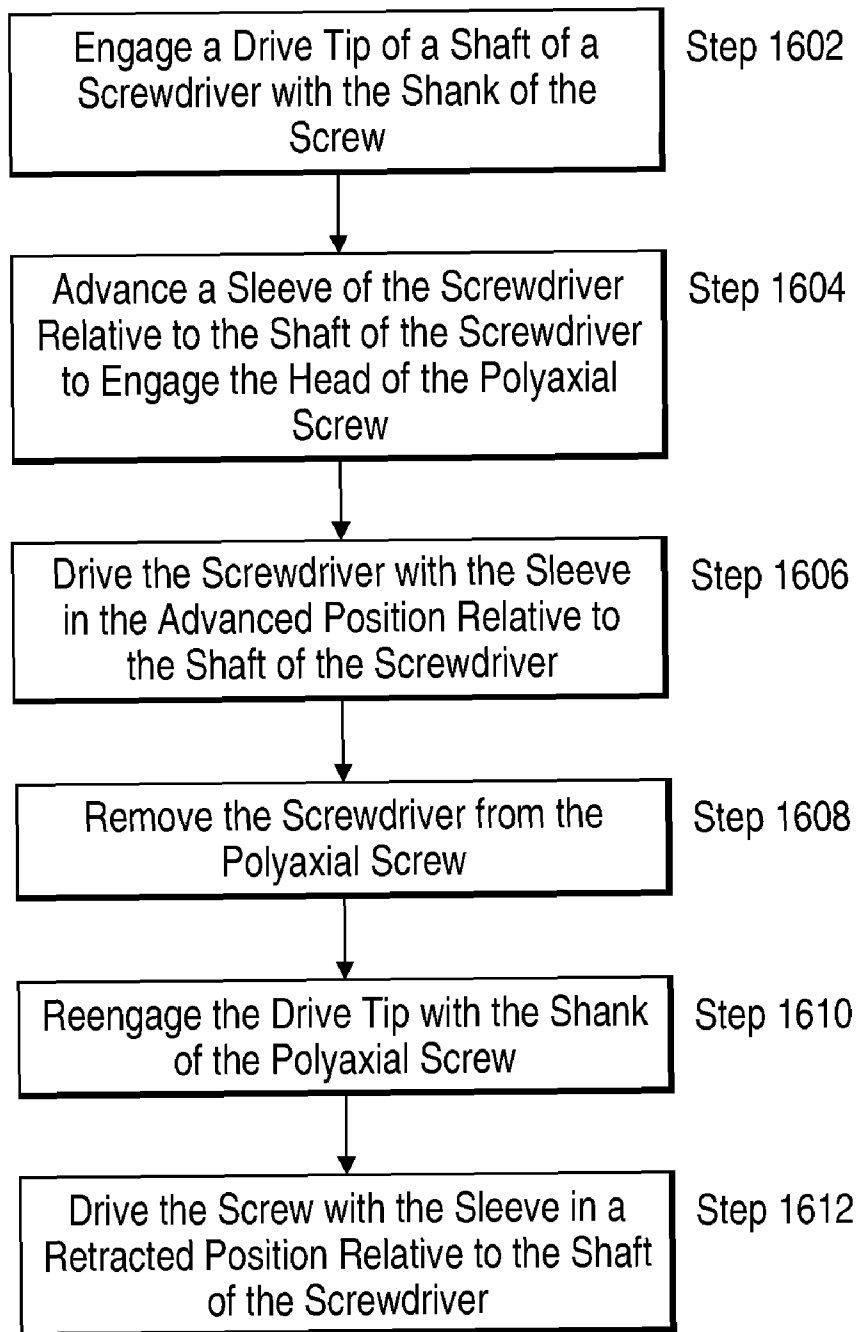 Engage a Drive Tip of a Shaft of a
Screwdriver with the Shank of the
Screw
Step 1602
Advance a Sleeve of the Screwdriver
Relative to the Shaft of the Screwdriver
to Engage the Head of the Polyaxial
Screw
Step 1604
Drive the Screwdriver with the Sleeve
in the Advanced Position Relative to
the Shaft of the Screwdriver
Step 1606
Remove the Screwdriver from the
Polyaxial Screw
Step 1608
Reengage the Drive Tip with the Shank
of the Polyaxial Screw
Step 1610
Drive the Screw with the Sleeve in a
Retracted Position Relative to the Shaft
of the Screwdriver
Step 1612